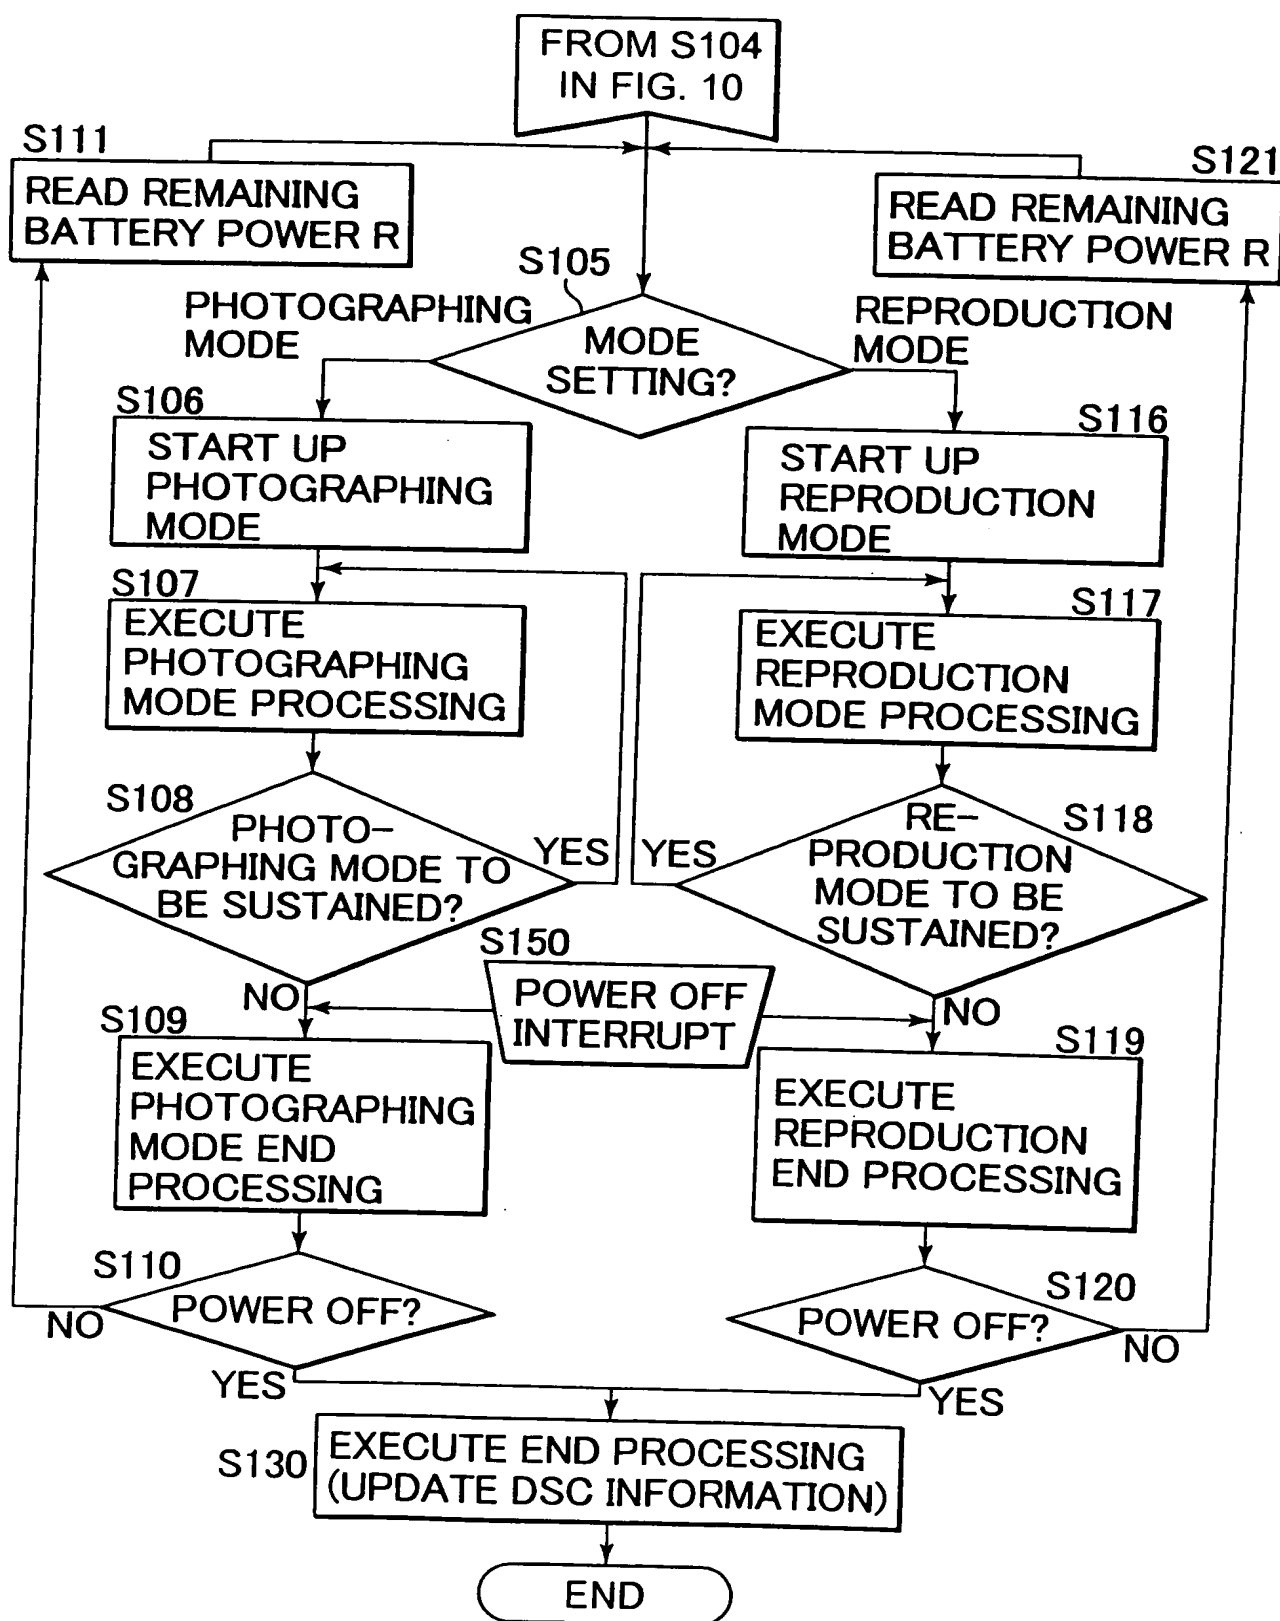 FROM S104
IN FIG. 10
S111
READ REMAINING
BATTERY POWER R
S121
READ REMAINING
BATTERY POWER R
S105
PHOTOGRAPHING
MODE
MODE
SETTING?
REPRODUCTION
MODE
S106
START UP
PHOTOGRAPHING
MODE
S116
START UP
REPRODUCTION
MODE
S107
EXECUTE
PHOTOGRAPHING
MODE PROCESSING
S117
EXECUTE
REPRODUCTION
MODE PROCESSING
S108
PHOTO-
GRAPHING MODE TO
BE SUSTAINED?
YES
YES
RE-
PRODUCTION
MODE TO BE
SUSTAINED?
S118
S150
POWER OFF
INTERRUPT
NO
NO
S109
EXECUTE
PHOTOGRAPHING
MODE END
PROCESSING
S119
EXECUTE
REPRODUCTION
END PROCESSING
S110
POWER OFF?
NO
YES
S120
POWER OFF?
NO
YES
S130
EXECUTE END PROCESSING
(UPDATE DSC INFORMATION)
END